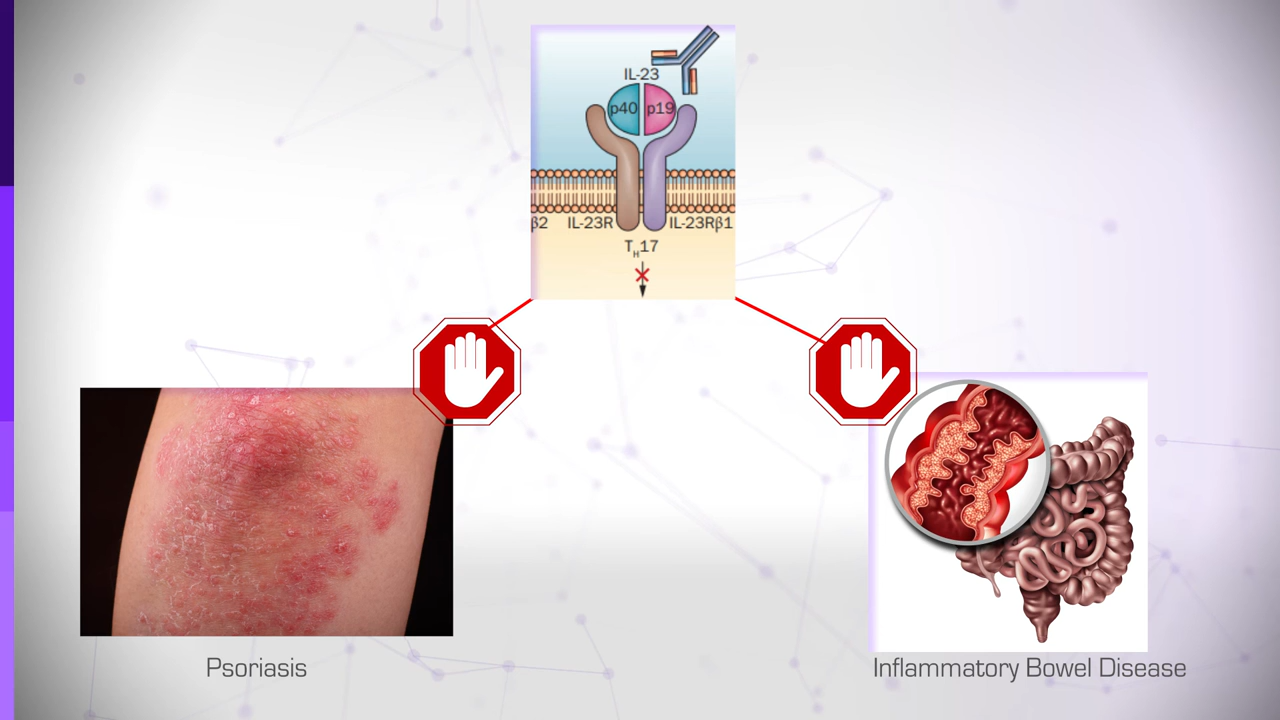 IL-23
p40 p19
β2 IL-23R IL-23Rβ1
TH17
Psoriasis
Inflammatory Bowel Disease